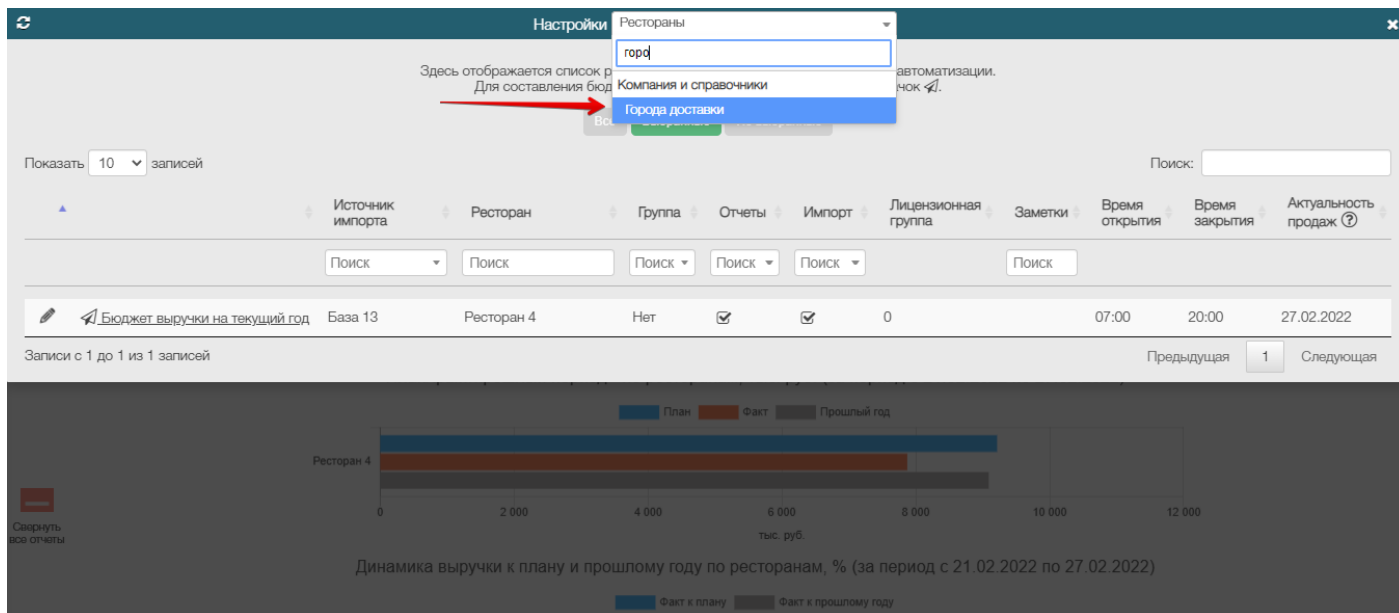 Настройки Рестораны
горо
Здесь отображается список р автоматизации.
Компания и справочники
Для составления бюд чок
Города доставки
Все
Показать 10 записей
Поиск:
Источник импорта Ресторан Группа Отчеты Импорт Лицензионная группа Заметки Время открытия Время закрытия Актуальность продаж ?
Поиск Поиск Поиск Поиск Поиск Поиск
Бюджет выручки на текущий год База 13 Ресторан 4 Нет 0 07:00 20:00 27.02.2022
Записи с 1 до 1 из 1 записей
Предыдущая 1 Следующая
План Факт Прошлый год
Ресторан 4
0 2 000 4 000 6 000 8 000 10 000 12 000
тыс. руб.
Свернуть
все отчеты
Динамика выручки к плану и прошлому году по ресторанам, % (за период с 21.02.2022 по 27.02.2022)
Факт к плану Факт к прошлому году